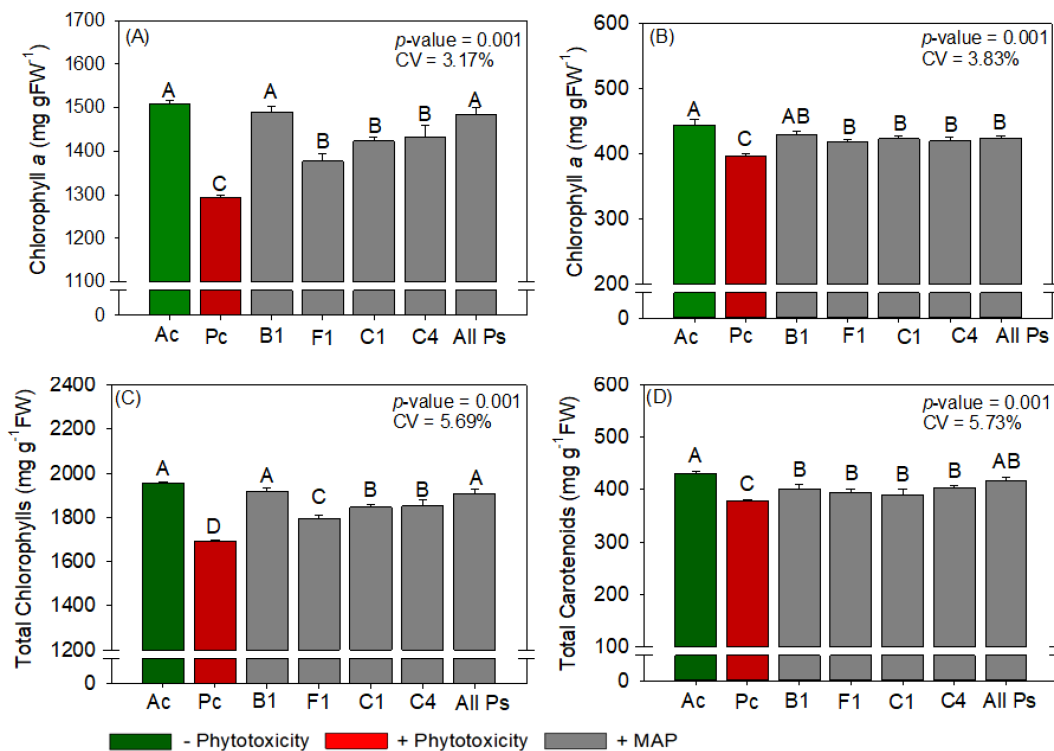 (A)
p-value = 0.001
CV = 3.17%
Chlorophyll a (mg gFW-1)
1700
1600
1500
1400
1300
1200
1100
0
A
C
A
B
B
B
A
Ac Pc B1 F1 C1 C4 All Ps
(B)
p-value = 0.001
CV = 3.83%
Chlorophyll a (mg gFW-1)
600
500
400
400
200
0
A
C
AB
B
B
B
B
Ac Pc B1 F1 C1 C4 All Ps
(C)
p-value = 0.001
CV = 5.69%
Total Chlorophylls (mg g-1FW)
2400
2200
2000
1800
1600
1400
1200
0
A
D
A
C
B
B
A
Ac Pc B1 F1 C1 C4 All Ps
(D)
p-value = 0.001
CV = 5.73%
Total Carotenoids (mg g-1FW)
600
500
400
300
200
100
0
A
C
B
B
B
B
AB
Ac Pc B1 F1 C1 C4 All Ps
- Phytotoxicity + Phytotoxicity + MAP